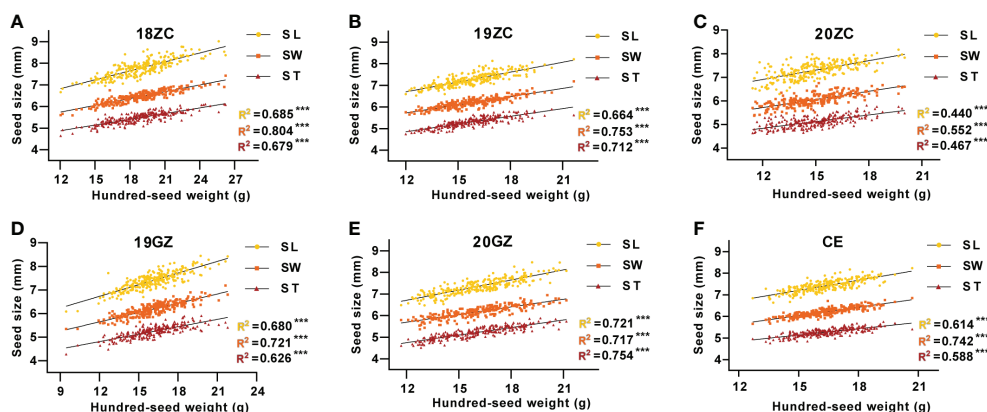 A
18ZC
SL
SW
ST
Seed size (mm)
9
8
7
6
5
4
R²=0.685***
R²=0.804***
R²=0.679***
12 15 18 21 24 27
Hundred-seed weight (g)
B
19ZC
SL
SW
ST
Seed size (mm)
9
8
7
6
5
4
R²=0.664***
R²=0.753***
R²=0.712***
12 15 18 21
Hundred-seed weight (g)
C
20ZC
SL
SW
ST
Seed size (mm)
9
8
7
6
5
4
R²=0.440***
R²=0.552***
R²=0.467***
12 14 16 18 20
Hundred-seed weight (g)
D
19GZ
SL
SW
ST
Seed size (mm)
9
8
7
6
5
4
R²=0.680***
R²=0.721***
R²=0.626***
9 12 15 18 21 24
Hundred-seed weight (g)
E
20GZ
SL
SW
ST
Seed size (mm)
9
8
7
6
5
4
R²=0.721***
R²=0.717***
R²=0.754***
12 15 18 21
Hundred-seed weight (g)
F
CE
SL
SW
ST
Seed size (mm)
9
8
7
6
5
4
R²=0.614***
R²=0.742***
R²=0.588***
12 15 18 21
Hundred-seed weight (g)